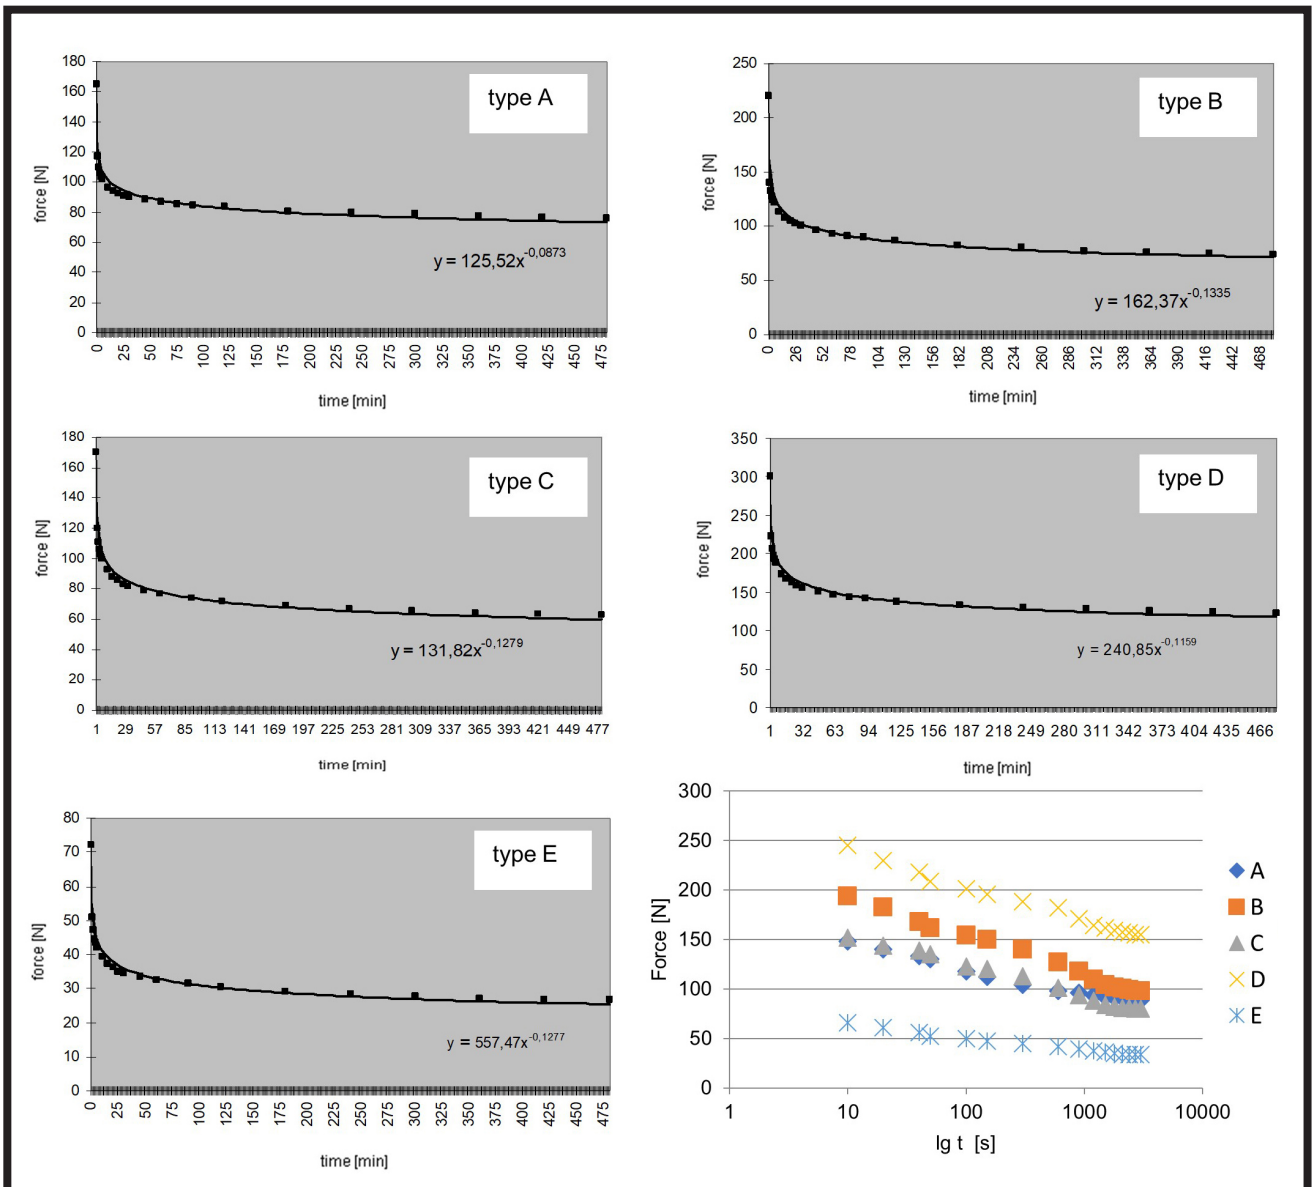 type A
force [N]
180
160
140
120
100
80
60
40
20
0
y = 125,52x-0,0873
0 25 50 75 100 125 150 175 200 225 250 275 300 325 350 375 400 425 450 475
time [min]
type B
force [N]
250
200
150
100
50
0
y = 162,37x-0,1335
0 26 52 78 104 130 156 182 208 234 260 286 312 338 364 390 416 442 468
time [min]
type C
force [N]
180
160
140
120
100
80
60
40
20
0
y = 131,82x-0,1279
1 29 57 85 113 141 169 197 225 253 281 309 337 365 393 421 449 477
time [min]
type D
force [N]
350
300
250
200
150
100
50
0
y = 240,85x-0,1159
1 32 63 94 125 156 187 218 249 280 311 342 373 404 435 466
time [min]
type E
force [N]
80
70
60
50
40
30
20
10
0
y = 557,47x-0,1277
0 25 50 75 100 125 150 175 200 225 250 275 300 325 350 375 400 425 450 475
time [min]
Force [N]
300
250
200
150
100
50
0
1 10 100 1000 10000
lg t [s]
A
B
C
D
E